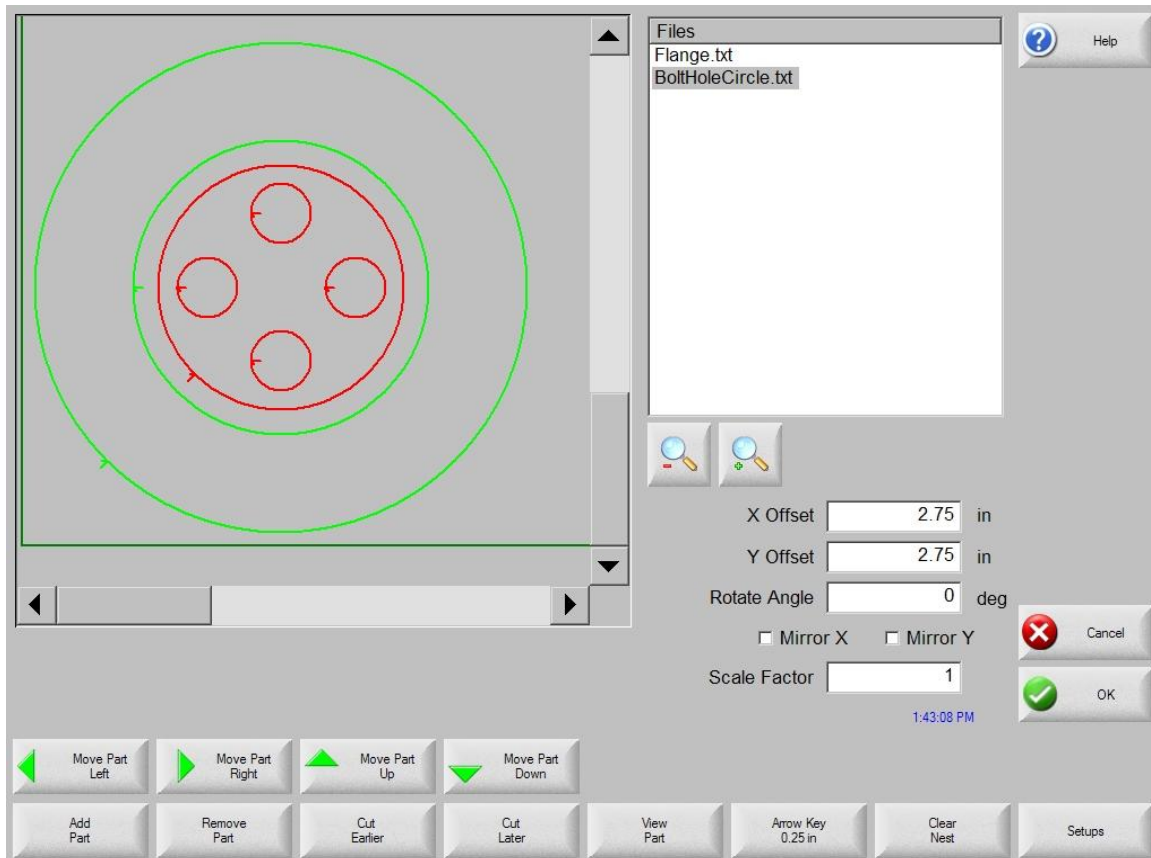 Files
Flange.txt
BoltHoleCircle.txt
Help
X Offset 2.75 in
Y Offset 2.75 in
Rotate Angle 0 deg
Mirror X Mirror Y
Scale Factor 1
1:43:08 PM
Cancel
OK
Move Part
Left
Move Part
Right
Move Part
Up
Move Part
Down
Add
Part
Remove
Part
Cut
Earlier
Cut
Later
View
Part
Arrow Key
0.25 in
Clear
Nest
Setups